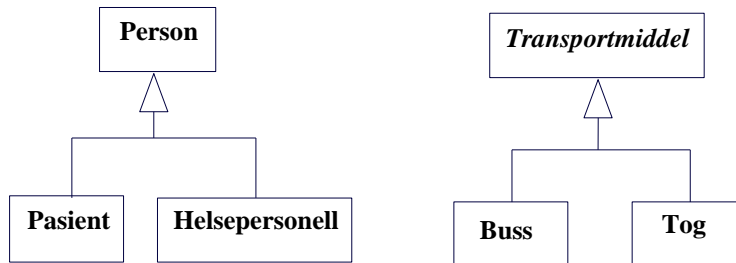 Person
Transportmiddel
Pasient
Helsepersonell
Buss
Tog